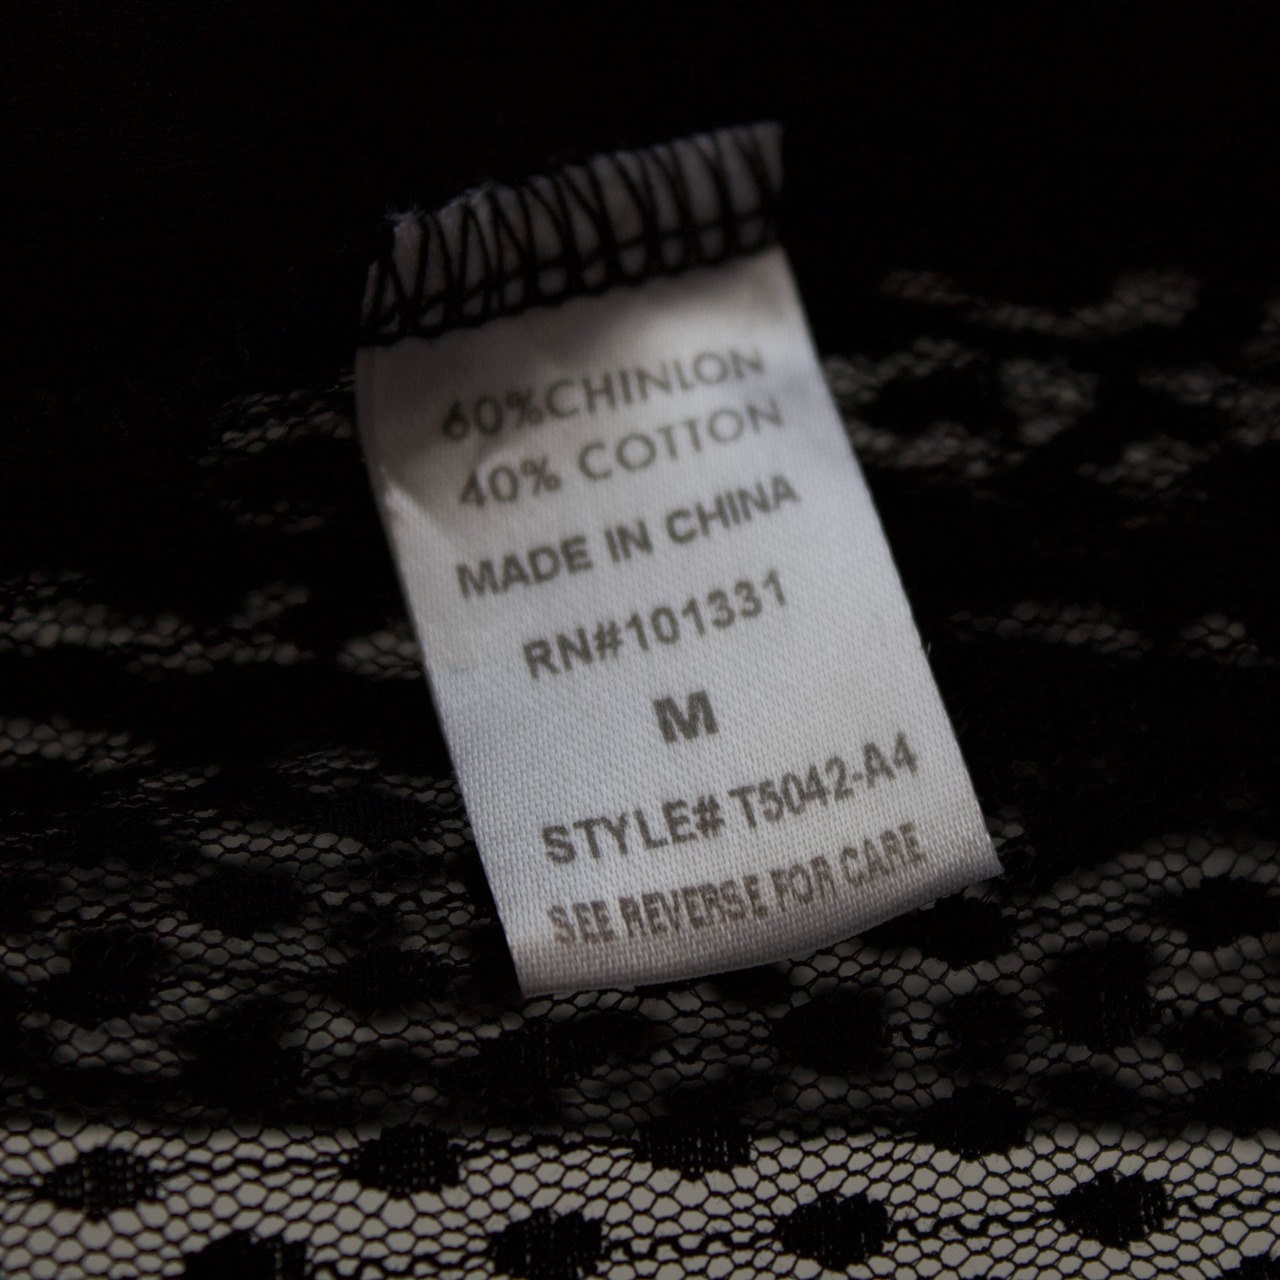 60%CHINLON
40% COTTON
MADE IN CHINA
RN#101331
M
STYLE# T5042-A4
SEE REVERSE FOR CARE